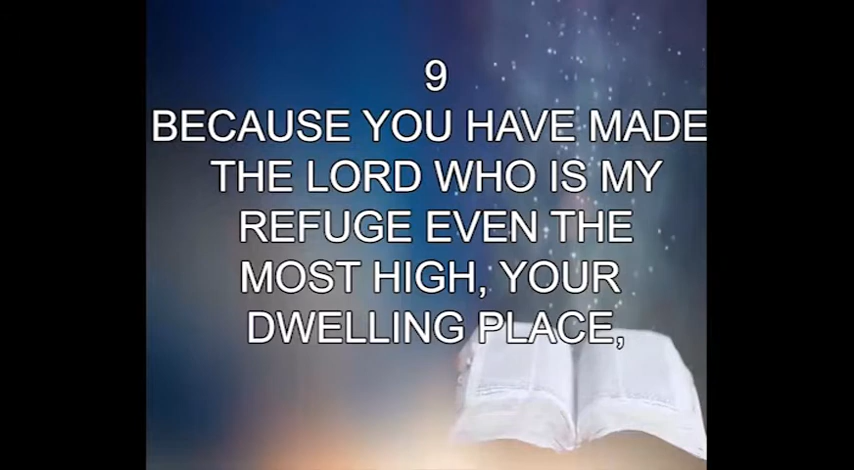 9
BECAUSE YOU HAVE MADE
THE LORD WHO IS MY
REFUGE EVEN THE
MOST HIGH, YOUR
DWELLING PLACE,